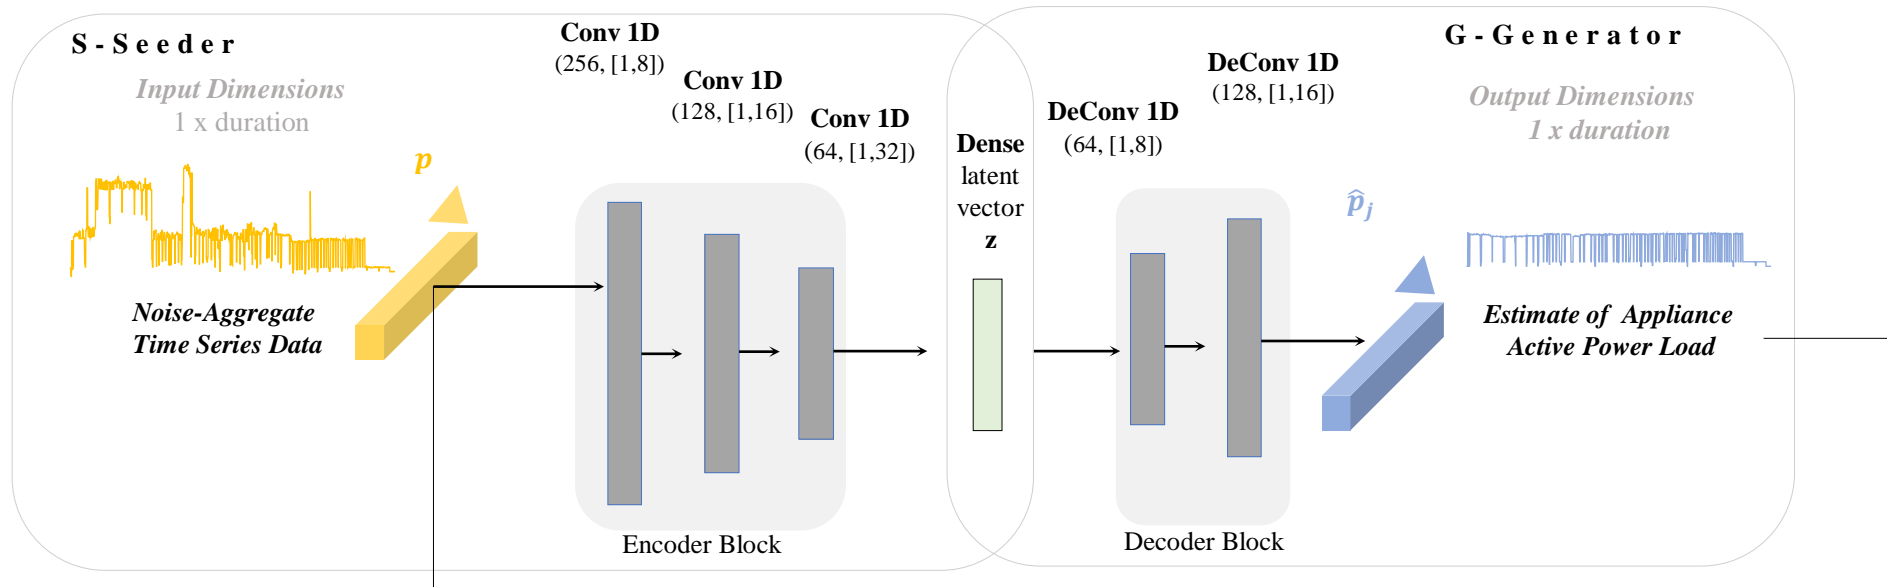 S - Seeder
Input Dimensions
1 x duration
p
Noise-Aggregate
Time Series Data
Conv 1D
(256, [1,8])
Conv 1D
(128, [1,16])
Conv 1D
(64, [1,32])
Encoder Block
Dense
latent
vector
z
DeConv 1D
(64, [1,8])
DeConv 1D
(128, [1,16])
Decoder Block
G - Generator
Output Dimensions
1 x duration
p̂ⱼ
Estimate of Appliance
Active Power Load